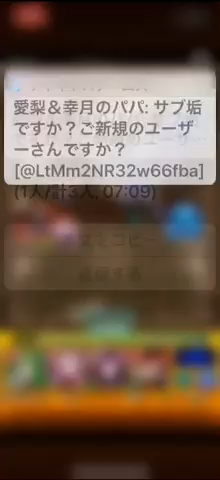 愛梨＆幸月のパパ: サブ垢
ですか？ご新規のユーザ
ーさんですか？
[@LtMm2NR32w66fba]
(1人/計3人, 07:09)